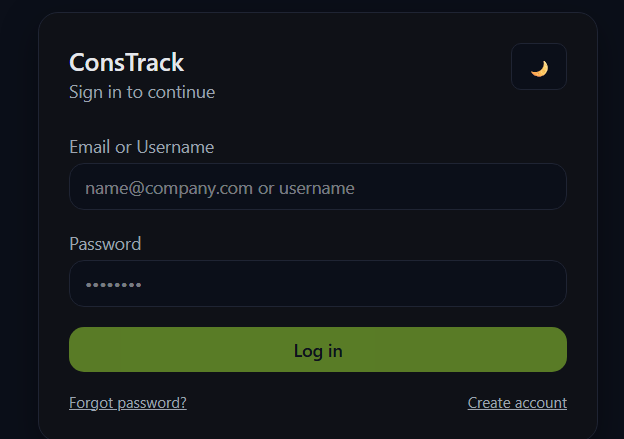 ConsTrack
Sign in to continue
Email or Username
name@company.com or username
Password
••••••••
Log in
Forgot password?
Create account